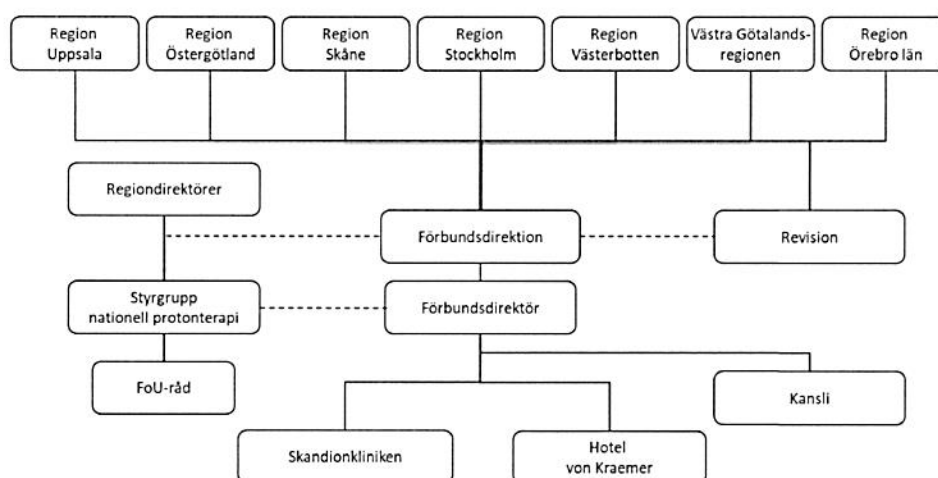 Region
Uppsala
Region
Östergötland
Region
Skåne
Region
Stockholm
Region
Västerbotten
Västra Götalands-
regionen
Region
Örebro län
Regiondirektörer
Förbundsdirektion
Revision
Styrgrupp
nationell protonterapi
Förbundsdirektör
FoU-råd
Kansli
Skandionkliniken
Hotel
von Kraemer